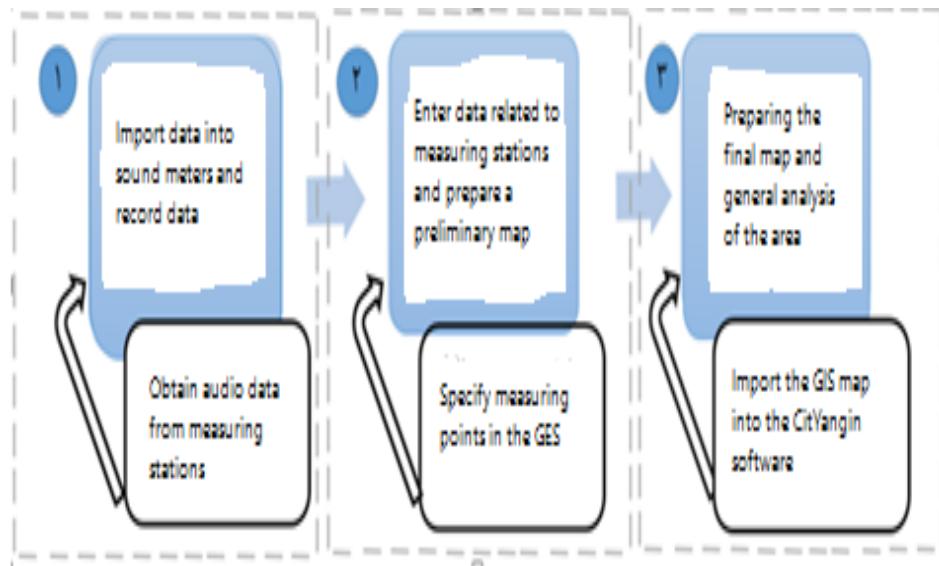 ١
Import data into
sound meters and
record data
Obtain audio data
from measuring
stations
٢
Enter data related to
measuring stations
and prepare a
preliminary map
Specify measuring
points in the GES
٣
Preparing the
final map and
general analysis
of the area
Import the GIS map
into the CitYangin
software